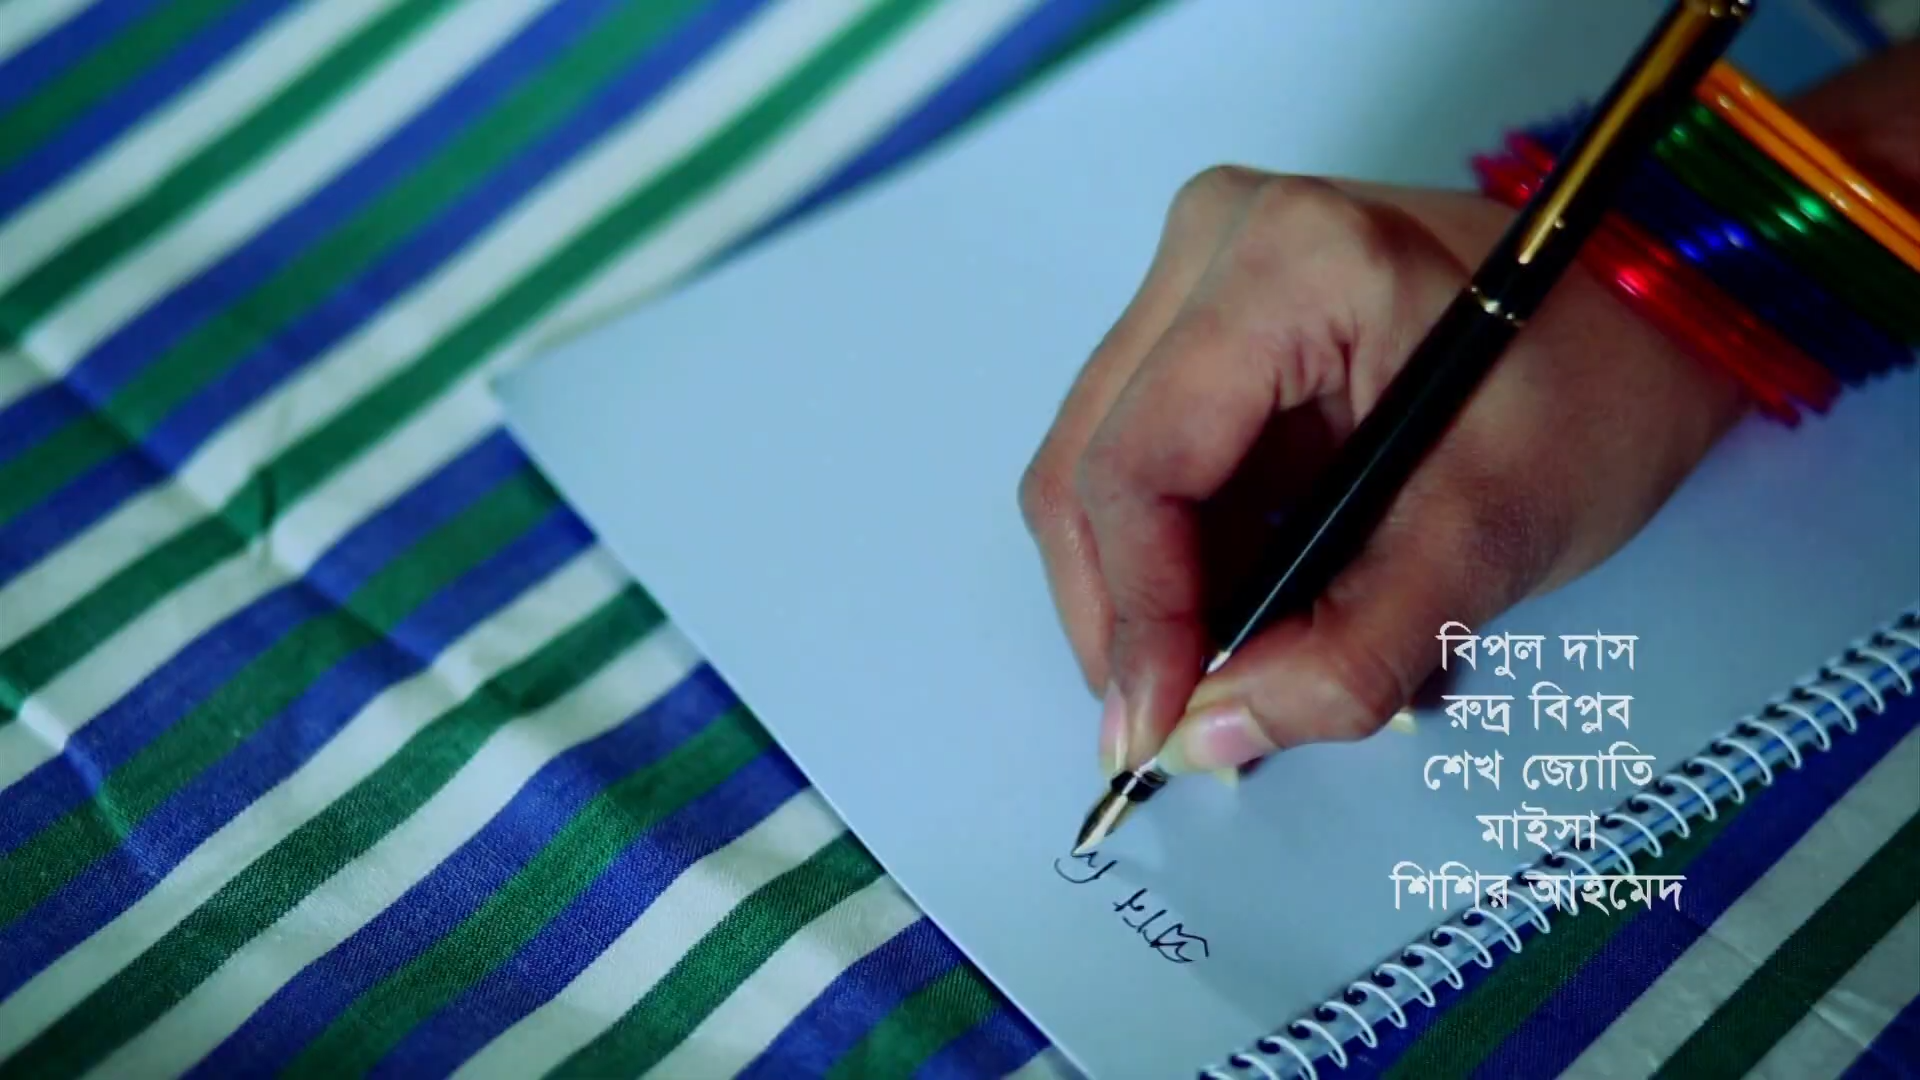 বিপুল দাস
রুদ্র বিপ্লব
শেখ জ্যোতি
মাইসা
শিশির আহমেদ